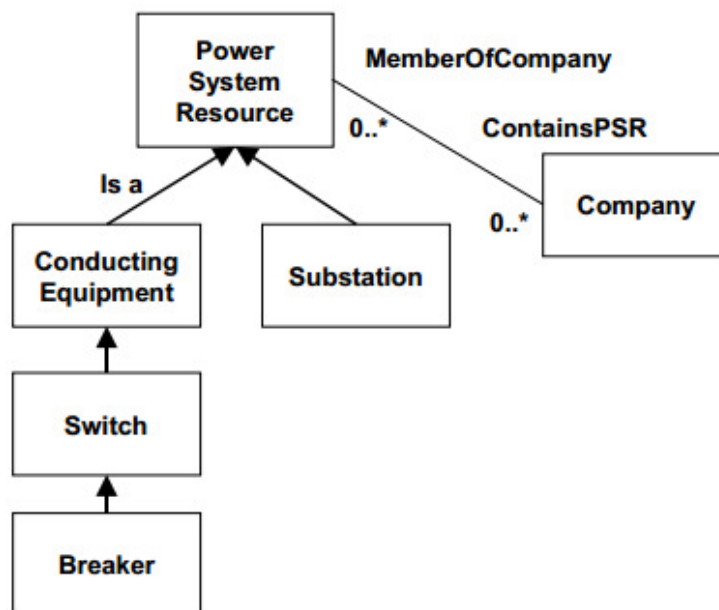 Power
System
Resource
MemberOfCompany
0..*
ContainsPSR
Is a
Company
0..*
Conducting
Equipment
Substation
Switch
Breaker